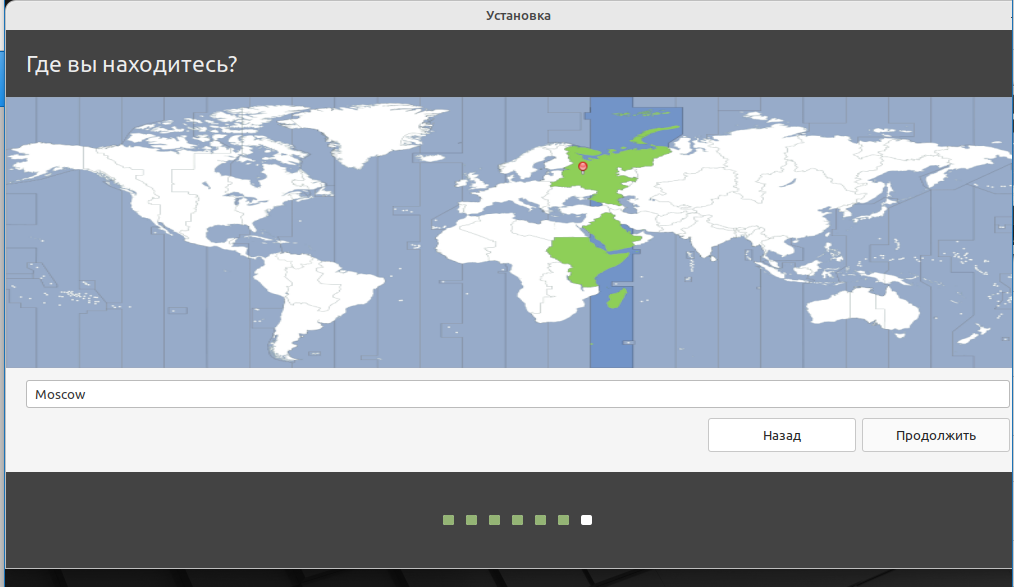 Установка
Где вы находитесь?
Moscow
Назад
Продолжить